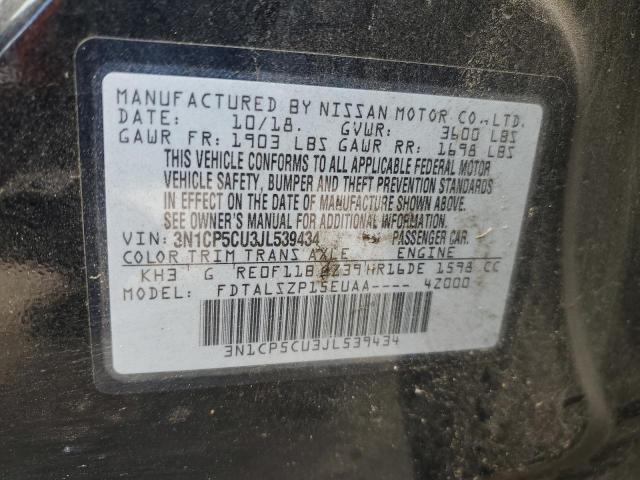 MANUFACTURED BY NISSAN MOTOR CO.,LTD.
DATE: 10/18. GVWR: 3600 LBS
GAWR FR: 1903 LBS GAWR RR: 1698 LBS
THIS VEHICLE CONFORMS TO ALL APPLICABLE FEDERAL MOTOR
VEHICLE SAFETY, BUMPER AND THEFT PREVENTION STANDARDS
IN EFFECT ON THE DATE OF MANUFACTURE SHOWN ABOVE.
SEE OWNER'S MANUAL FOR ADDITIONAL INFORMATION.
VIN: 3N1CP5CU3JL539434 PASSENGER CAR.
COLOR TRIM TRANS AXLE ENGINE
KH3 G RE0F11B 4Z39 HR16DE 1598 CC
MODEL: FDTALSZP15EUAA---- 4Z000
3N1CP5CU3JL539434